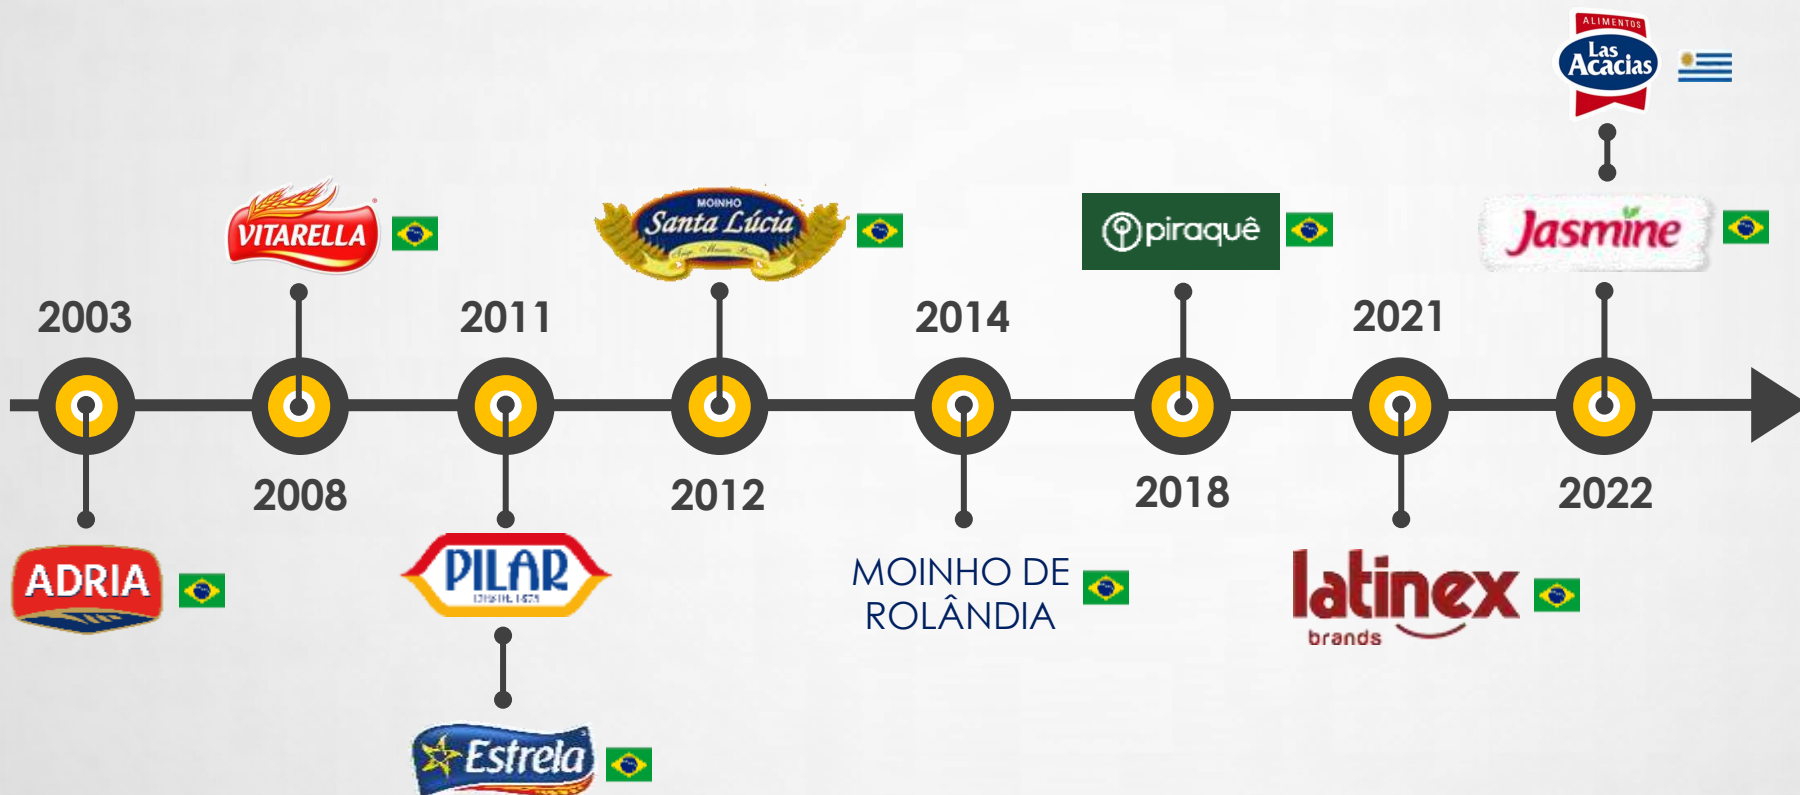 ALIMENTOS
Las
Acacias
VITARELLA
MOINHO
Santa Lúcia
piraquê
Jasmine
2003
2011
2014
2021
2008
2012
2018
2022
ADRIA
PILAR
MOINHO DE
ROLÂNDIA
latinex
brands
Estrela